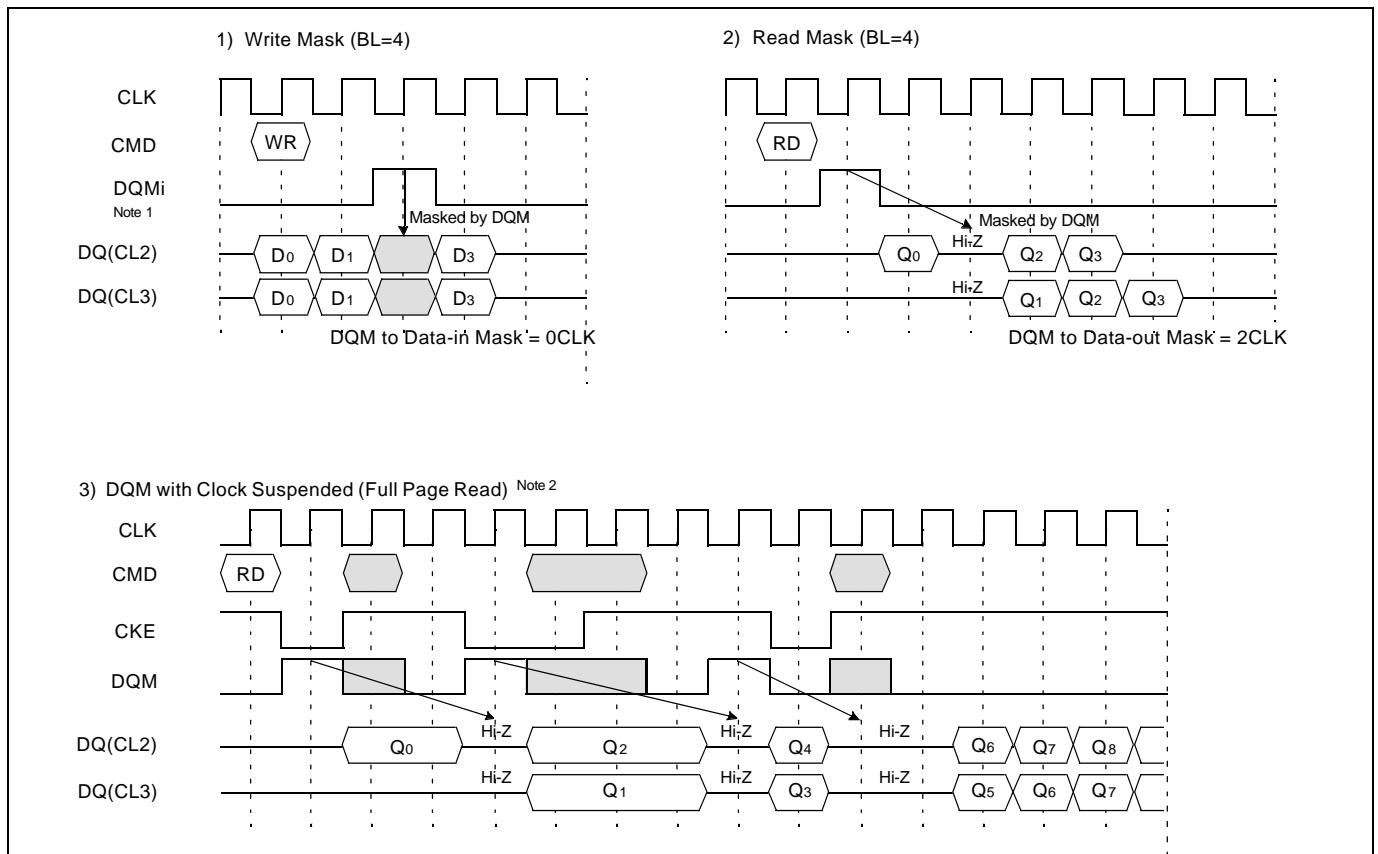 1) Write Mask (BL=4)
CLK
CMD
WR
DQMi
Note 1
Masked by DQM
DQ(CL2)
D0 D1 D3
DQ(CL3)
D0 D1 D3
DQM to Data-in Mask = 0CLK
2) Read Mask (BL=4)
RD
Masked by DQM
Hi-Z
Q0 Q2 Q3
Hi-Z
Q1 Q2 Q3
DQM to Data-out Mask = 2CLK
3) DQM with Clock Suspended (Full Page Read) Note 2
CLK
CMD
RD
CKE
DQM
DQ(CL2)
Q0 Hi-Z Q2 Hi-Z Q4 Hi-Z Q6 Q7 Q8
DQ(CL3)
Hi-Z Q1 Hi-Z Q3 Hi-Z Q5 Q6 Q7